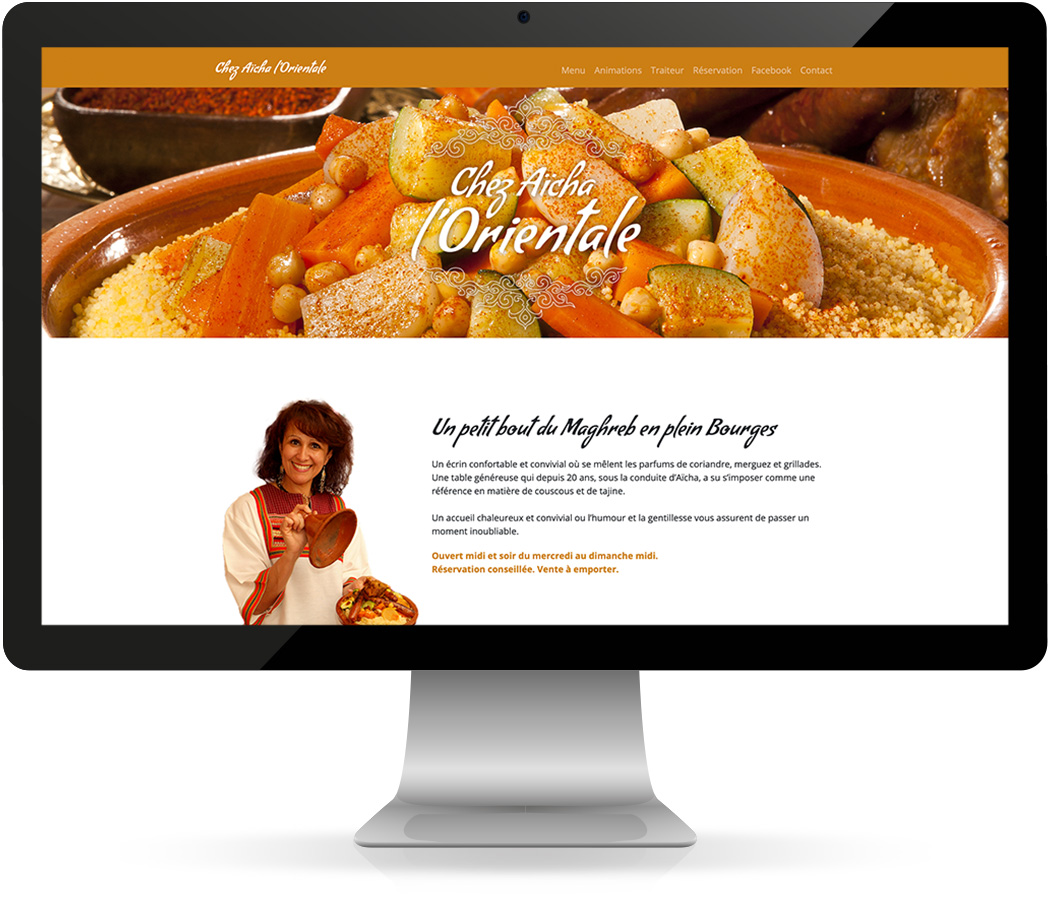 Chez Aïcha l'Orientale
Menu Animations Traiteur Réservation Facebook Contact
Chez Aïcha
l'Orientale
Un petit bout du Maghreb en plein Bourges
Un écrin confortable et convivial où se mêlent les parfums de coriandre, merguez et grillades.
Une table généreuse qui depuis 20 ans, sous la conduite d'Aïcha, a su s'imposer comme une
référence en matière de couscous et de tajine.
Un accueil chaleureux et convivial ou l'humour et la gentillesse vous assurent de passer un
moment inoubliable.
Ouvert midi et soir du mercredi au dimanche midi.
Réservation conseillée. Vente à emporter.